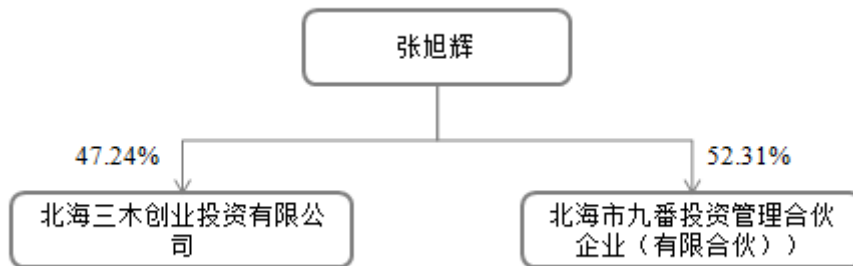 张旭辉
47.24%
52.31%
北海三木创业投资有限公
司
北海市九番投资管理合伙
企业（有限合伙））